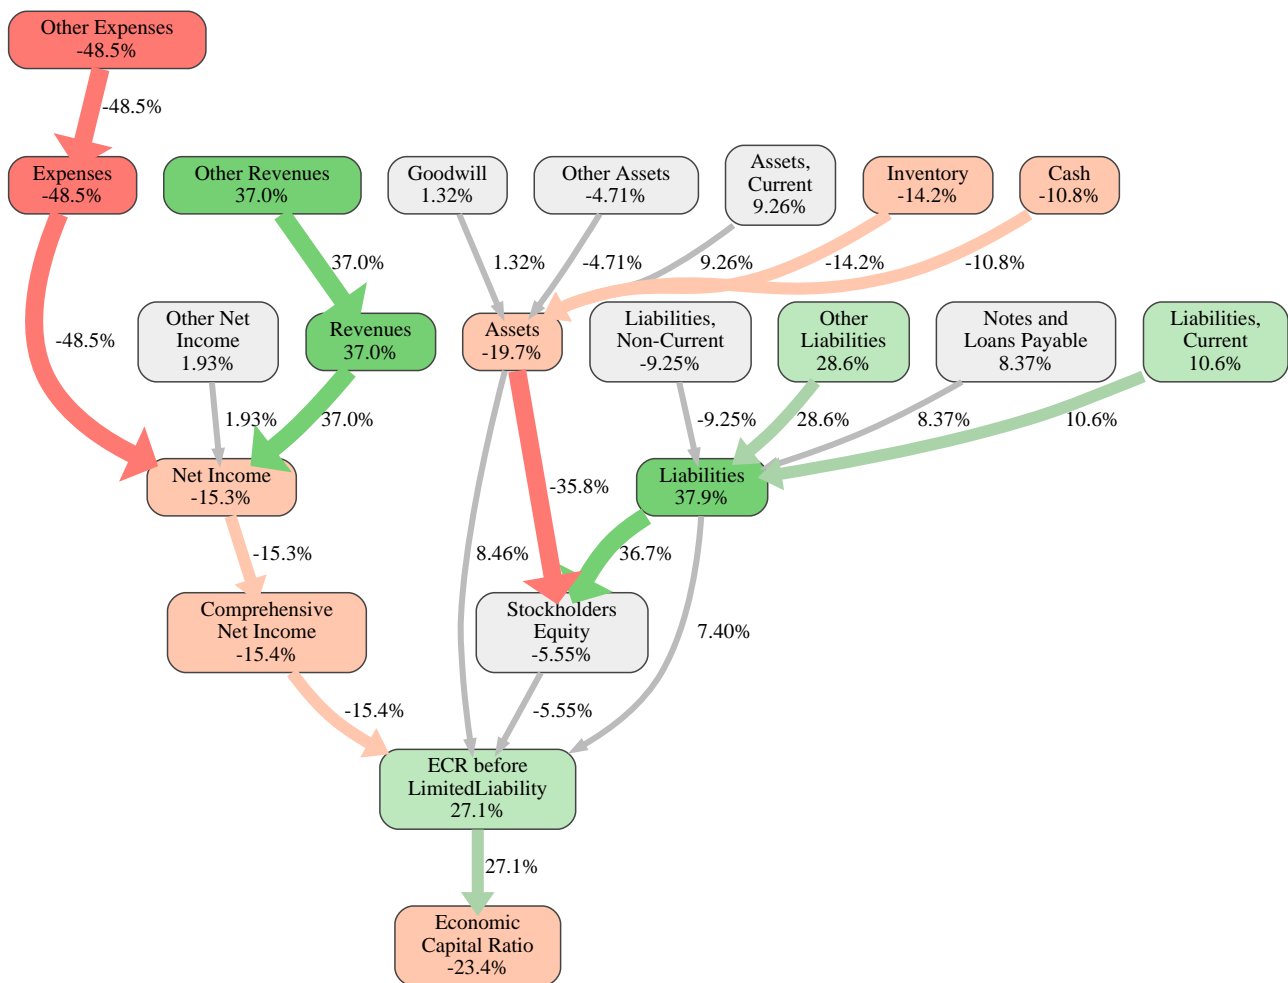 Other Expenses
-48.5%
-48.5%
Expenses
-48.5%
Other Revenues
37.0%
Goodwill
1.32%
Other Assets
-4.71%
Assets,
Current
9.26%
Inventory
-14.2%
Cash
-10.8%
37.0%
1.32%
-4.71%
9.26%
-14.2%
-10.8%
-48.5%
Other Net
Income
1.93%
Revenues
37.0%
Assets
-19.7%
Liabilities,
Non-Current
-9.25%
Other
Liabilities
28.6%
Notes and
Loans Payable
8.37%
Liabilities,
Current
10.6%
1.93%
37.0%
-9.25%
28.6%
8.37%
10.6%
Net Income
-15.3%
-35.8%
Liabilities
37.9%
-15.3%
8.46%
36.7%
Comprehensive
Net Income
-15.4%
Stockholders
Equity
-5.55%
7.40%
-15.4%
-5.55%
ECR before
LimitedLiability
27.1%
27.1%
Economic
Capital Ratio
-23.4%